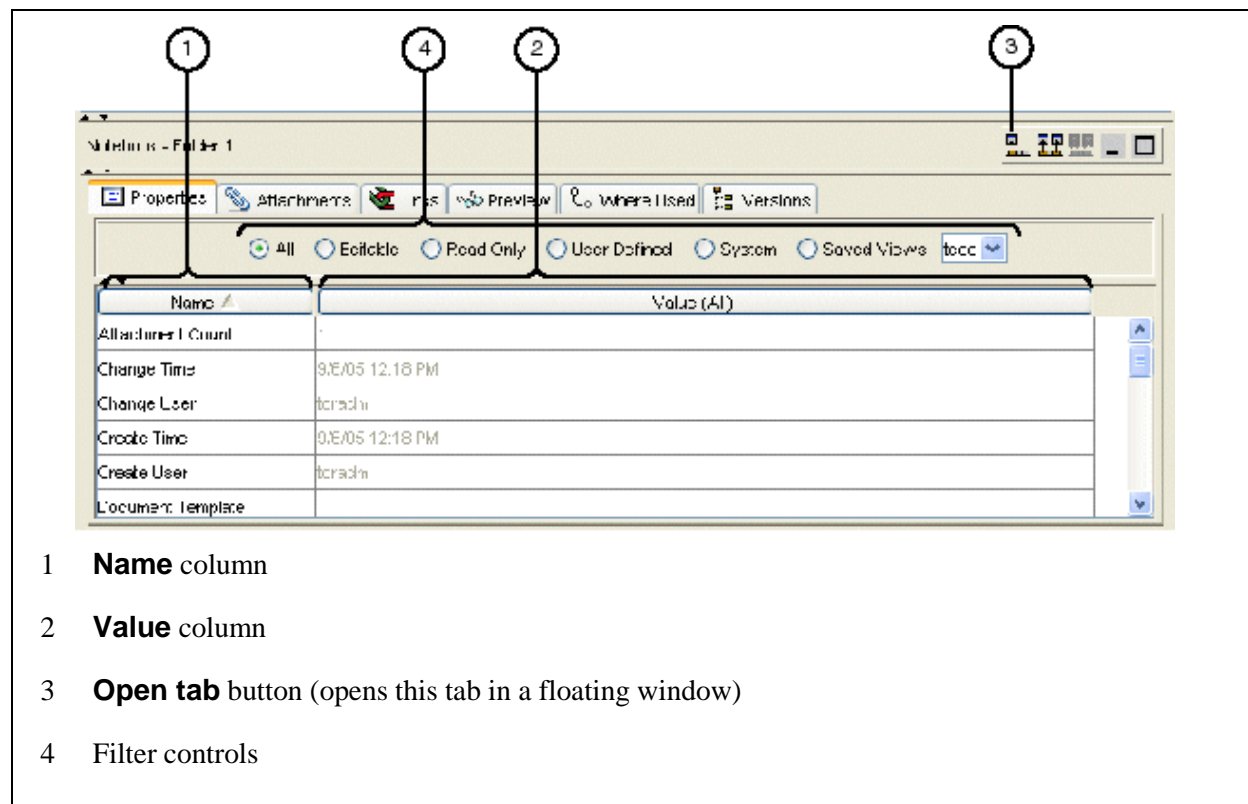 1 4 2 3
Folder 1
Properties Attachments Preview Where Used Versions
All Editable Read Only User Defined System Saved Views
Name Value (All)
Attachment Count
Change Time 9/6/05 12:18 PM
Change User
Create Time 9/6/05 12:18 PM
Create User
Document Template
1 Name column
2 Value column
3 Open tab button (opens this tab in a floating window)
4 Filter controls